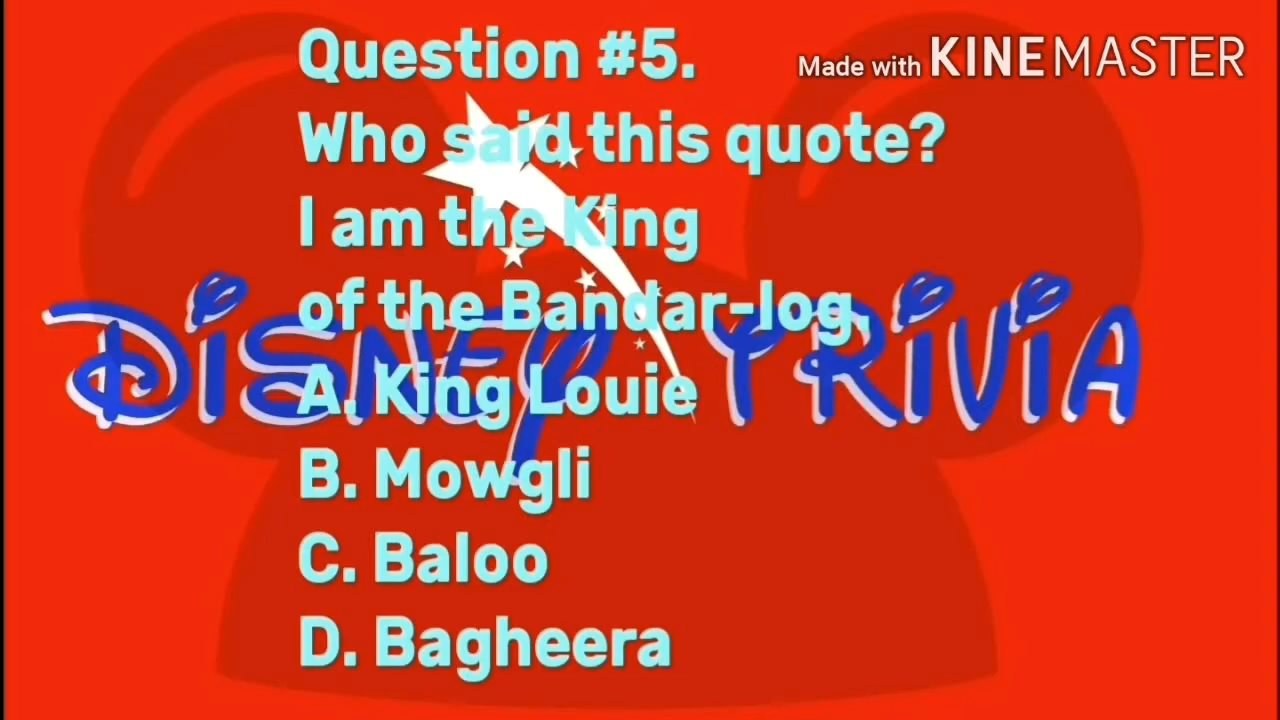 Question #5.
Made with KINEMASTER
Who said this quote?
I am the King
of the Bandar-log,
DISNEY TRIVIA
A. King Louie
B. Mowgli
C. Baloo
D. Bagheera